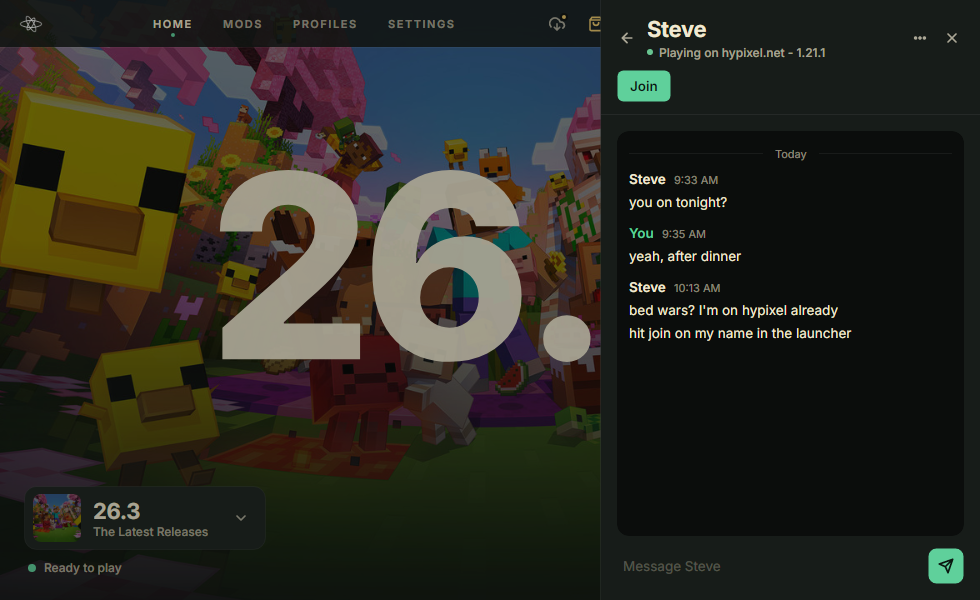 HOME MODS PROFILES SETTINGS
26.
26.3
The Latest Releases
Ready to play
Steve
Playing on hypixel.net - 1.21.1
Join
Today
Steve 9:33 AM
you on tonight?
You 9:35 AM
yeah, after dinner
Steve 10:13 AM
bed wars? I'm on hypixel already
hit join on my name in the launcher
Message Steve